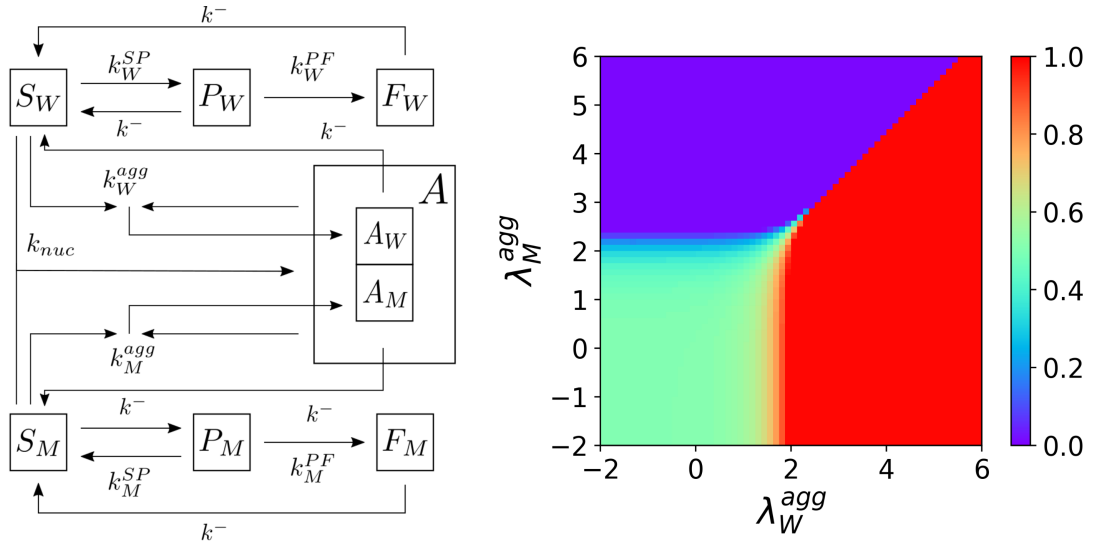 k⁻
S_W k_W^{SP} P_W k_W^{PF} F_W
k⁻ k⁻
k_W^{agg} A
A_W
k_{nuc}
A_M
k_M^{agg}
k⁻ k⁻
S_M P_M F_M
k_M^{SP} k_M^{PF}
k⁻
6
5
4
3
2
1
0
−1
−2
λ_M^{agg}
−2 0 2 4 6
λ_W^{agg}
1.0
0.8
0.6
0.4
0.2
0.0